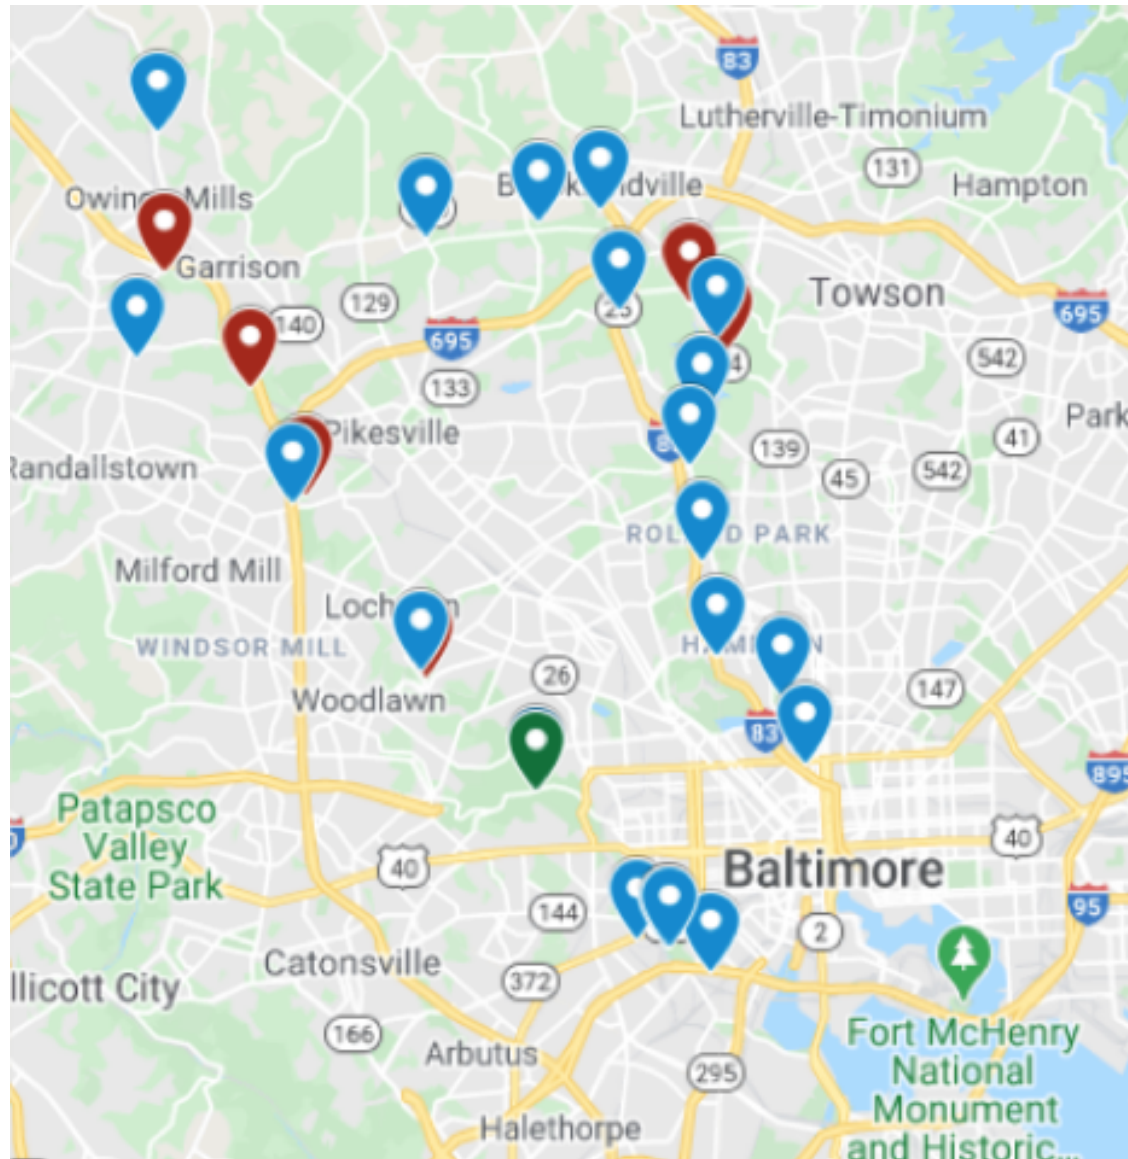 83
Lutherville-Timonium
131
Hampton
Mills
Garrison
129
140
Towson
695
695
133
542
Park
41
Pikesville
139
542
45
Randallstown
PARK
Milford Mill
WINDSOR MILL
26
Woodlawn
147
83
895
Patapsco
Valley
State Park
40
40
Baltimore
95
144
2
Catonsville
372
llicott City
166
Arbutus
295
Fort McHenry
National
Monument
and Historic...
Halethorpe